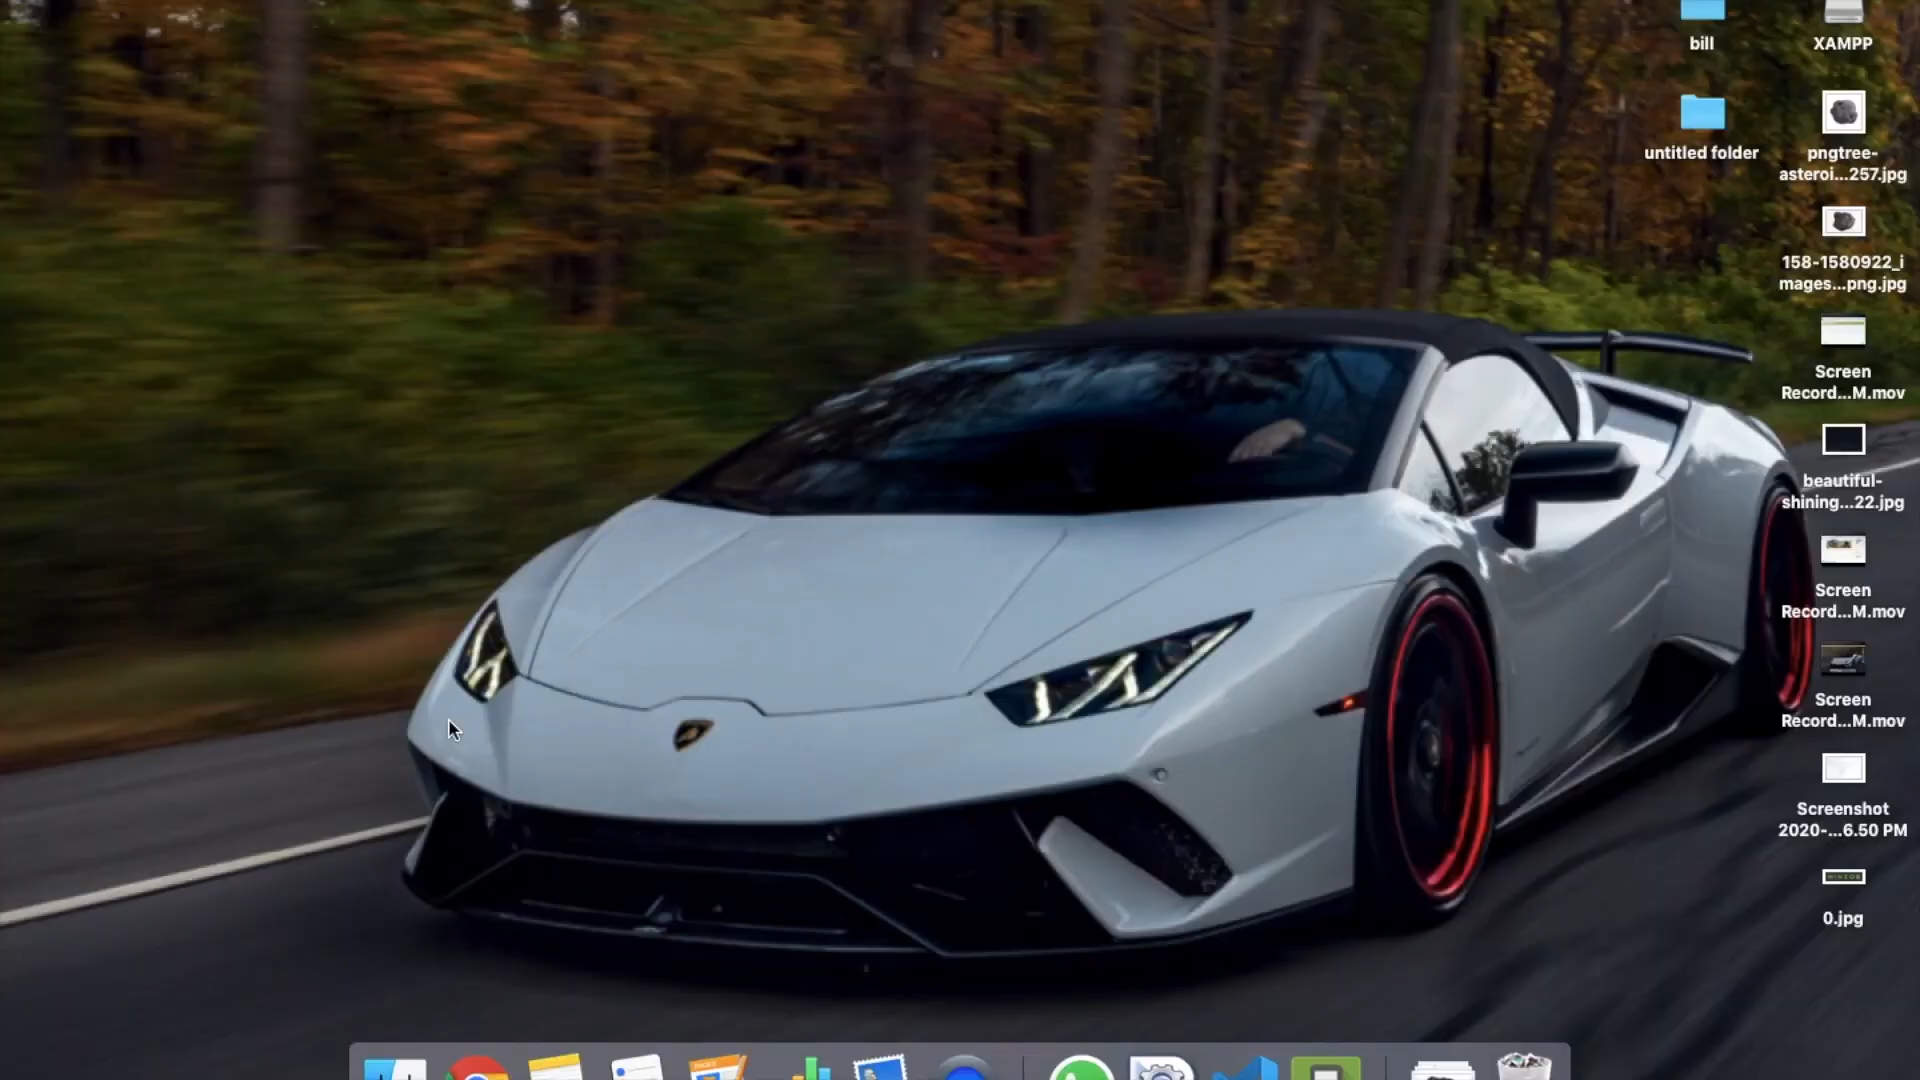 bill
XAMPP
untitled folder
pngtree-
asteroi...257.jpg
158-1580922_i
mages...png.jpg
Screen
Record...M.mov
beautiful-
shining...22.jpg
Screen
Record...M.mov
Screen
Record...M.mov
Screenshot
2020-...6.50 PM
WINZOB
0.jpg